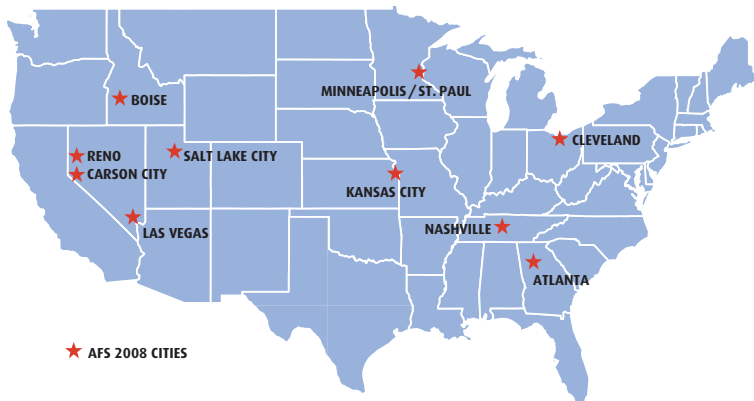 MINNEAPOLIS / ST. PAUL
BOISE
CLEVELAND
RENO
SALT LAKE CITY
CARSON CITY
KANSAS CITY
LAS VEGAS
NASHVILLE
ATLANTA
AFS 2008 CITIES